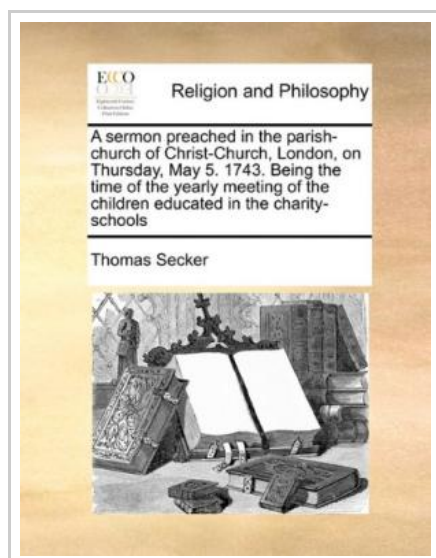 ECCO
Religion and Philosophy
A sermon preached in the parish-
church of Christ-Church, London, on
Thursday, May 5. 1743. Being the
time of the yearly meeting of the
children educated in the charity-
schools
Thomas Secker